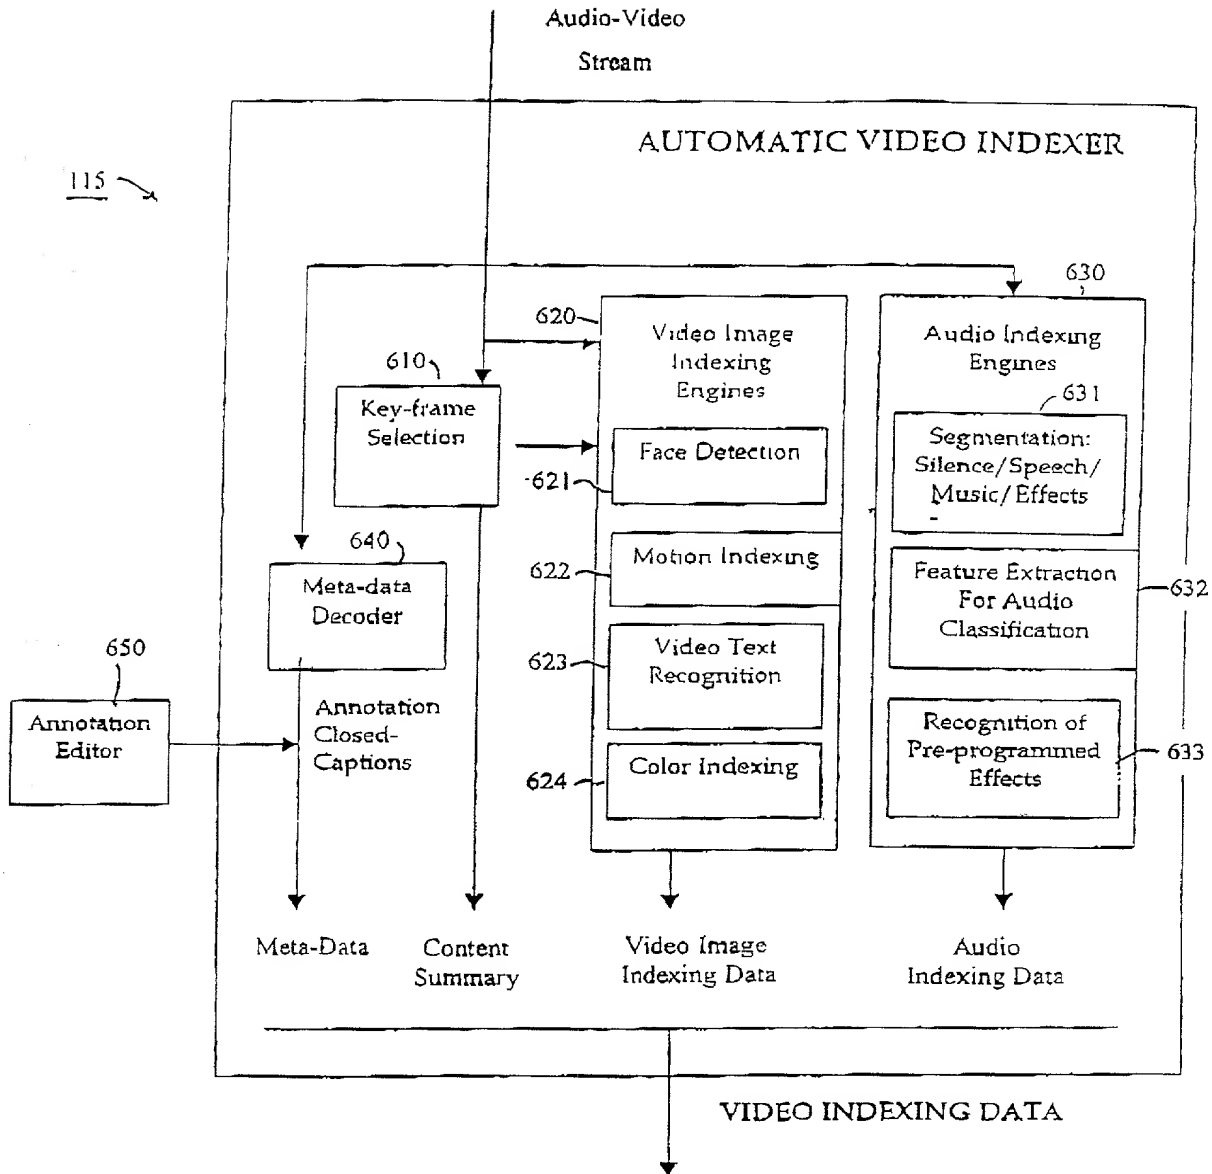 Audio-Video
Stream
AUTOMATIC VIDEO INDEXER
115
630
620
Video Image
Indexing
Engines
Audio Indexing
Engines
610
Key-frame
Selection
631
Segmentation:
Silence/Speech/
Music/Effects
Face Detection
621
640
Meta-data
Decoder
622
Motion Indexing
Feature Extraction
For Audio
Classification
632
650
623
Video Text
Recognition
Annotation
Editor
Annotation
Closed-
Captions
Recognition of
Pre-programmed
Effects
633
624
Color Indexing
Meta-Data
Content
Summary
Video Image
Indexing Data
Audio
Indexing Data
VIDEO INDEXING DATA